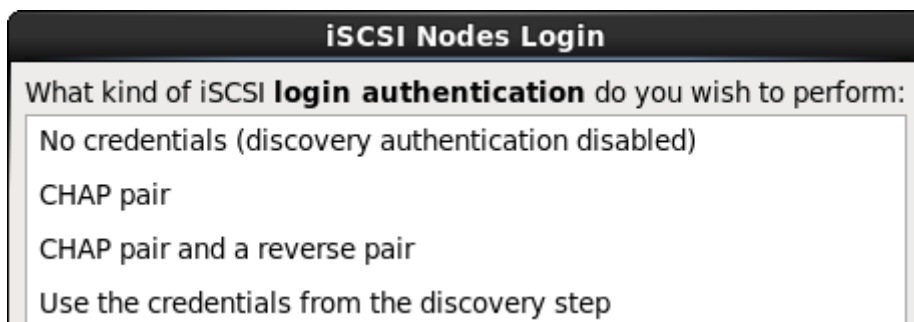 iSCSI Nodes Login
What kind of iSCSI login authentication do you wish to perform:
No credentials (discovery authentication disabled)
CHAP pair
CHAP pair and a reverse pair
Use the credentials from the discovery step